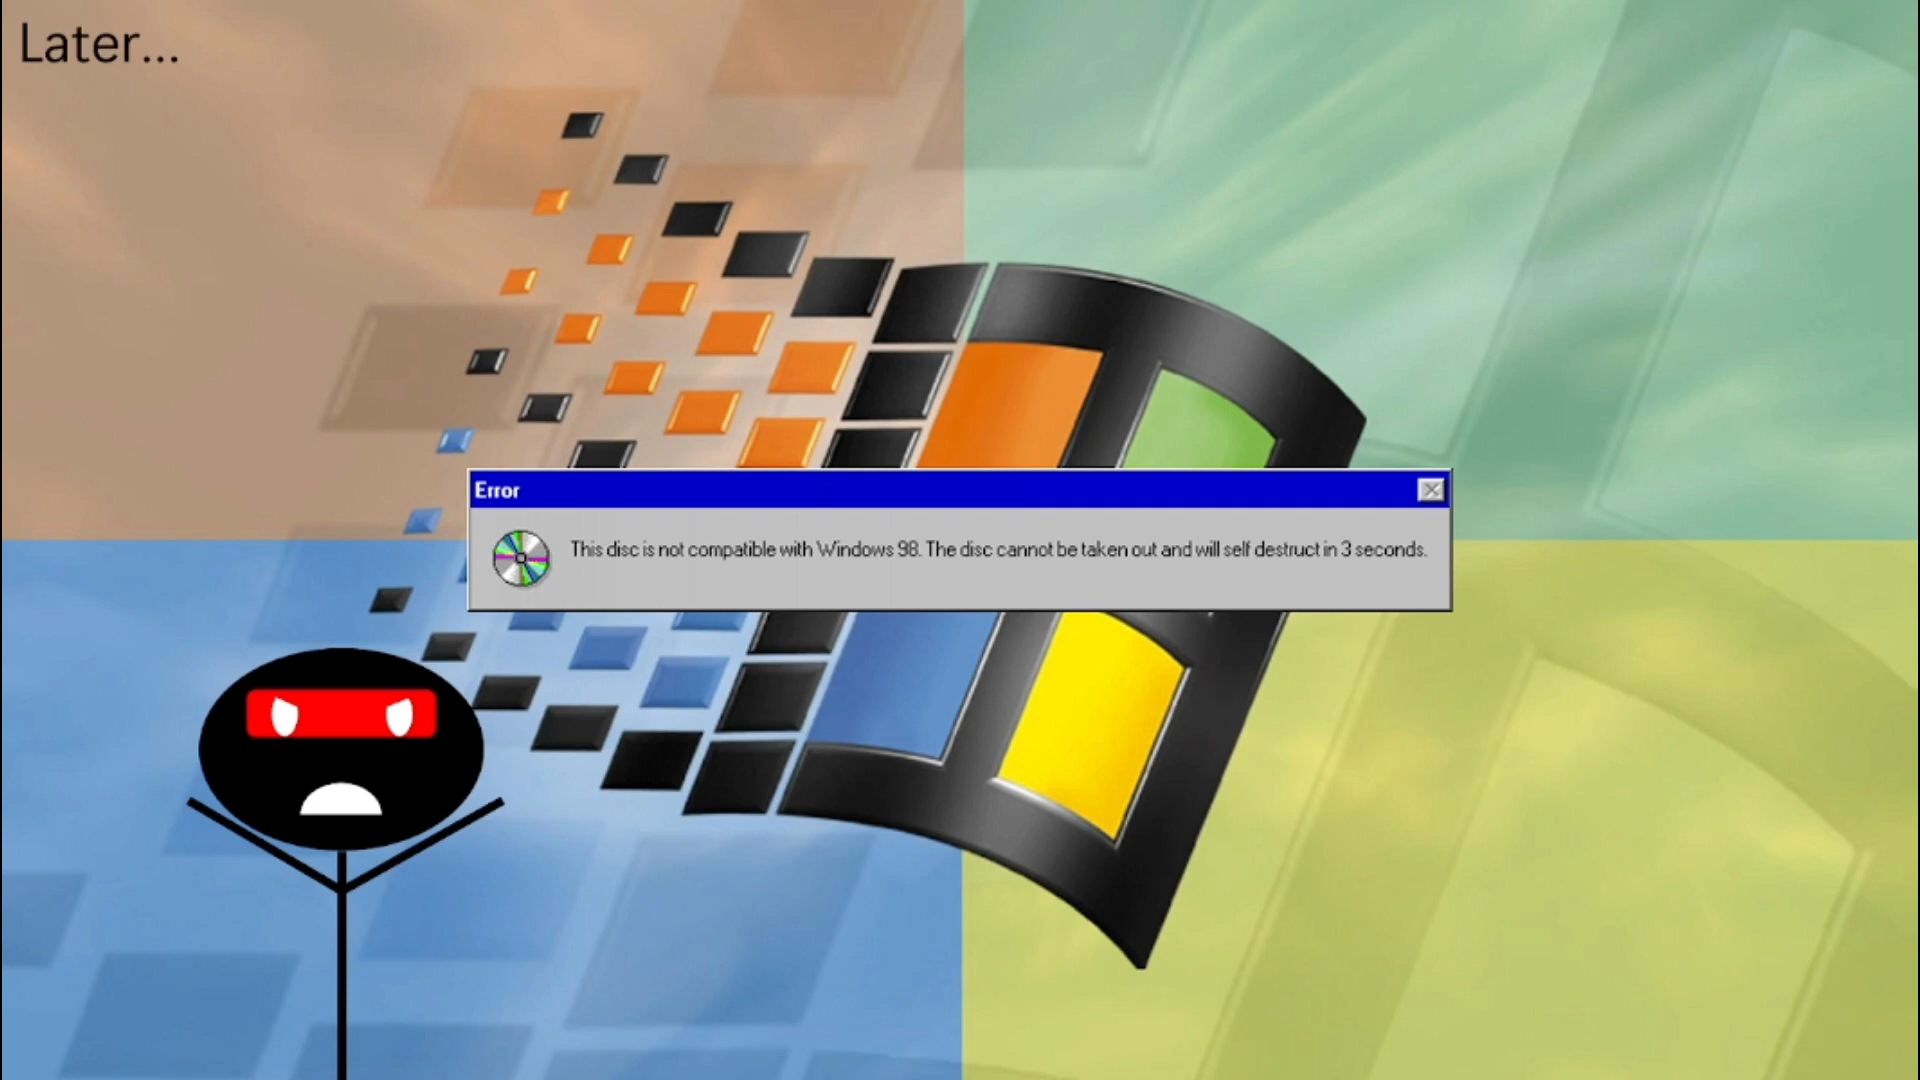 Later...
Error
This disc is not compatible with Windows 98. The disc cannot be taken out and will self destruct in 3 seconds.